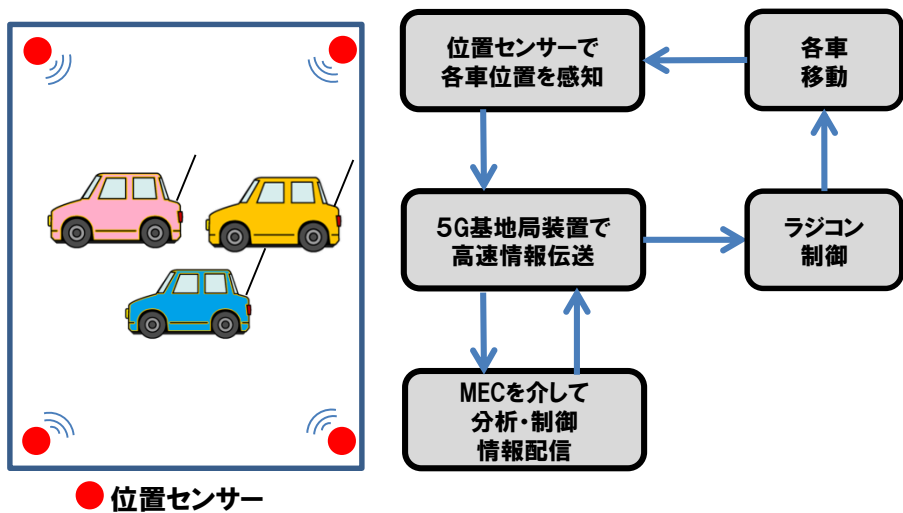 位置センサーで
各車位置を感知
各車
移動
5G基地局装置で
高速情報伝送
ラジコン
制御
MECを介して
分析・制御
情報配信
位置センサー